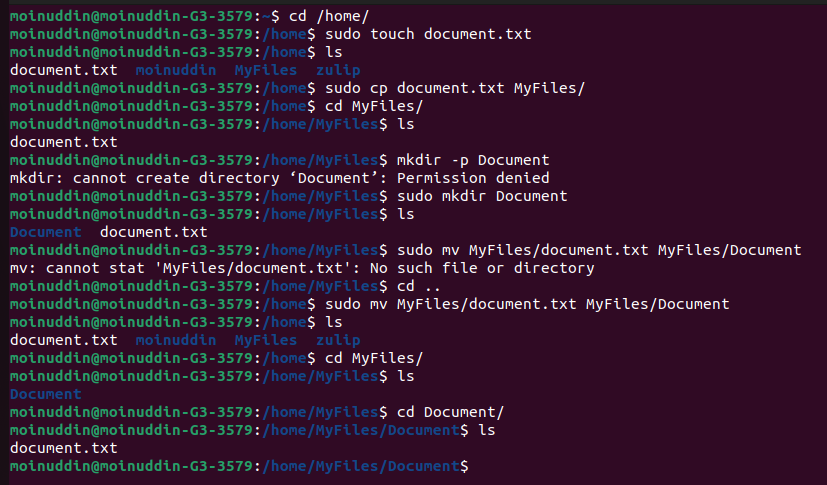 moinuddin@moinuddin-G3-3579:~$ cd /home/
moinuddin@moinuddin-G3-3579:/home$ sudo touch document.txt
moinuddin@moinuddin-G3-3579:/home$ ls
document.txt  moinuddin  MyFiles  zulip
moinuddin@moinuddin-G3-3579:/home$ sudo cp document.txt MyFiles/
moinuddin@moinuddin-G3-3579:/home$ cd MyFiles/
moinuddin@moinuddin-G3-3579:/home/MyFiles$ ls
document.txt
moinuddin@moinuddin-G3-3579:/home/MyFiles$ mkdir -p Document
mkdir: cannot create directory ‘Document’: Permission denied
moinuddin@moinuddin-G3-3579:/home/MyFiles$ sudo mkdir Document
moinuddin@moinuddin-G3-3579:/home/MyFiles$ ls
Document  document.txt
moinuddin@moinuddin-G3-3579:/home/MyFiles$ sudo mv MyFiles/document.txt MyFiles/Document
mv: cannot stat 'MyFiles/document.txt': No such file or directory
moinuddin@moinuddin-G3-3579:/home/MyFiles$ cd ..
moinuddin@moinuddin-G3-3579:/home$ sudo mv MyFiles/document.txt MyFiles/Document
moinuddin@moinuddin-G3-3579:/home$ ls
document.txt  moinuddin  MyFiles  zulip
moinuddin@moinuddin-G3-3579:/home$ cd MyFiles/
moinuddin@moinuddin-G3-3579:/home/MyFiles$ ls
Document
moinuddin@moinuddin-G3-3579:/home/MyFiles$ cd Document/
moinuddin@moinuddin-G3-3579:/home/MyFiles/Document$ ls
document.txt
moinuddin@moinuddin-G3-3579:/home/MyFiles/Document$